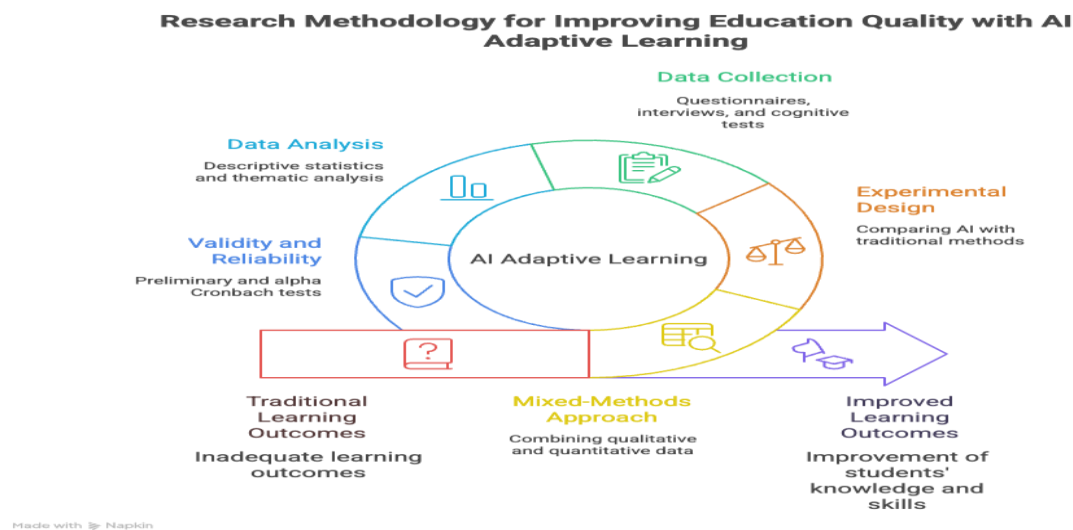 Research Methodology for Improving Education Quality with AI
Adaptive Learning
Data Collection
Questionnaires,
interviews, and cognitive
tests
Data Analysis
Descriptive statistics
and thematic analysis
Experimental
Design
Comparing AI with
traditional methods
Validity and
Reliability
Preliminary and alpha
Cronbach tests
AI Adaptive Learning
?
Traditional
Learning
Outcomes
Inadequate learning
outcomes
Mixed-Methods
Approach
Combining qualitative
and quantitative data
Improved
Learning
Outcomes
Improvement of
students'
knowledge and
skills
Made with Napkin